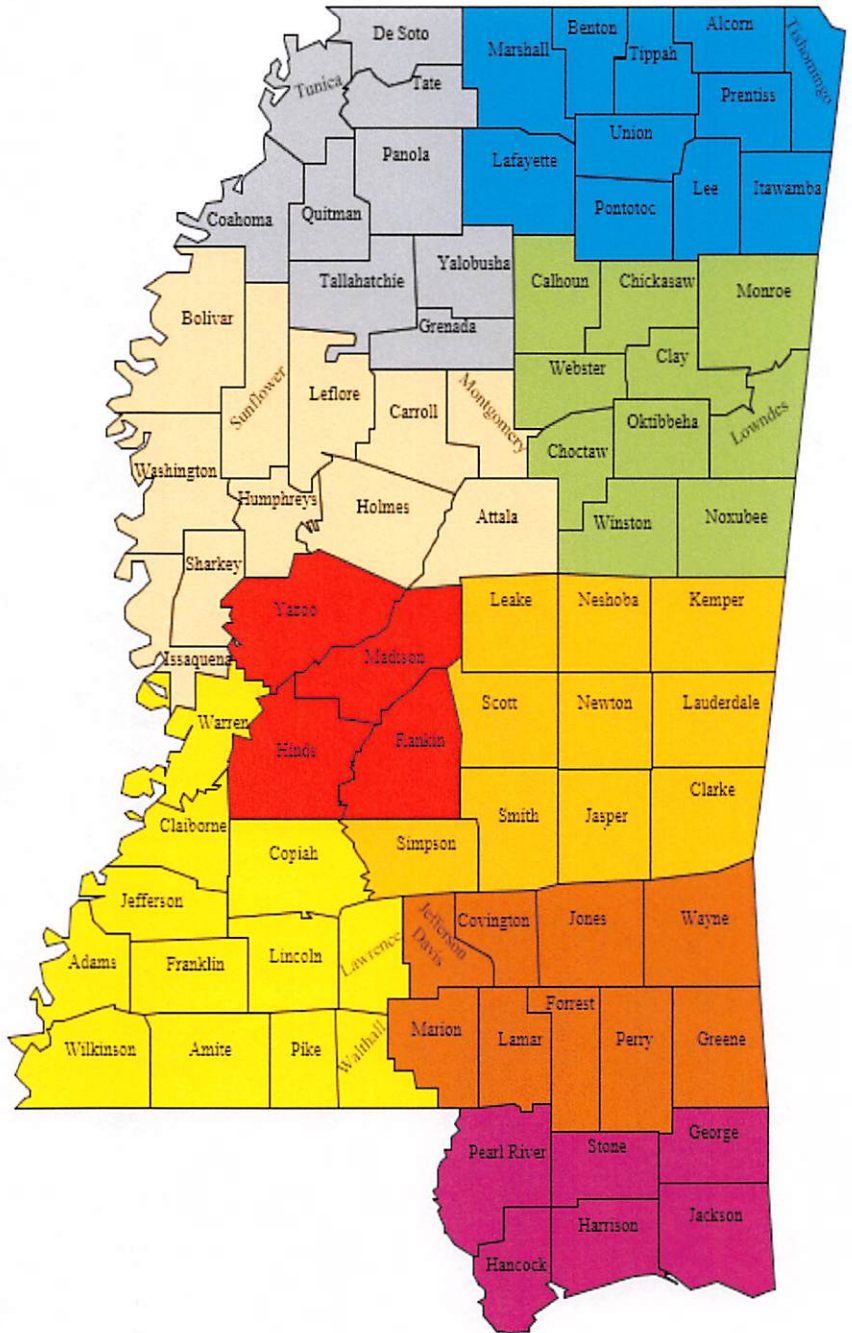 De Soto
Marshall
Benton
Tippah
Alcorn
Tishomingo
Tunica
Tate
Prentiss
Panola
Lafayette
Union
Coahoma
Quitman
Pontotoc
Lee
Itawamba
Tallahatchie
Yalobusha
Calhoun
Chickasaw
Monroe
Bolivar
Grenada
Webster
Clay
Sunflower
Leflore
Carroll
Montgomery
Oktibbeha
Lowndes
Choctaw
Washington
Humphreys
Holmes
Attala
Winston
Noxubee
Sharkey
Yazoo
Leake
Neshoba
Kemper
Issaquena
Madison
Warren
Scott
Newton
Lauderdale
Hinds
Rankin
Claiborne
Copiah
Simpson
Smith
Jasper
Clarke
Jefferson
Jefferson
Davis
Covington
Jones
Wayne
Adams
Franklin
Lincoln
Lawrence
Wilkinson
Amite
Pike
Walthall
Marion
Lamar
Forrest
Perry
Greene
Pearl River
Stone
George
Hancock
Harrison
Jackson